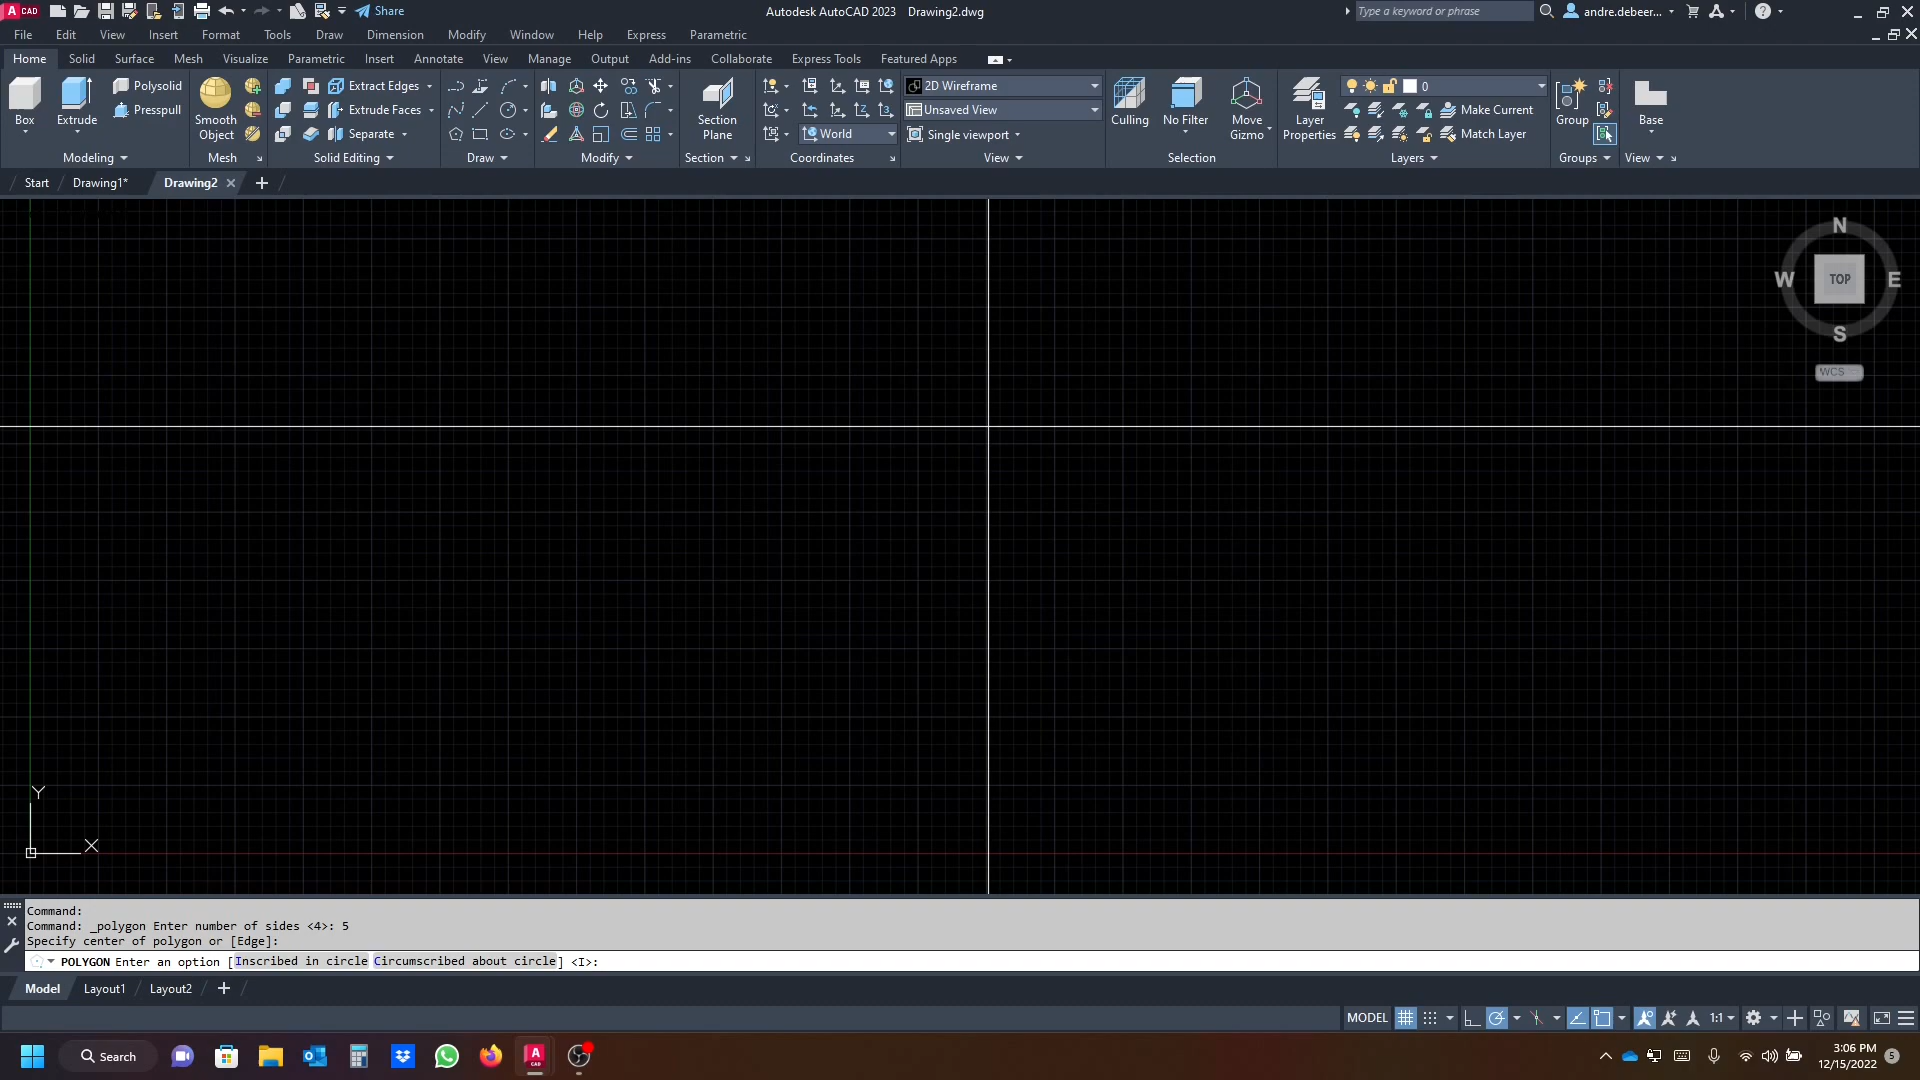 A CAD Share Autodesk AutoCAD 2023 Drawing2.dwg Type a keyword or phrase andre.debeer...
File Edit View Insert Format Tools Draw Dimension Modify Window Help Express Parametric
Home Solid Surface Mesh Visualize Parametric Insert Annotate View Manage Output Add-ins Collaborate Express Tools Featured Apps
Polysolid Extract Edges 2D Wireframe 0
Presspull Extrude Faces Unsaved View Make Current
Box Extrude Smooth Object Separate Section Plane World Single viewport Culling No Filter Move Gizmo Layer Properties Match Layer Group Base
Modeling Mesh Solid Editing Draw Modify Section Coordinates View Selection Layers Groups View
Start Drawing1* Drawing2
N
W TOP E
S
WCS
Y
X
Command:
Command: _polygon Enter number of sides <4>: 5
Specify center of polygon or [Edge]:
POLYGON Enter an option [Inscribed in circle Circumscribed about circle] <I>:
Model Layout1 Layout2
MODEL 1:1
Search A CAD 3:06 PM
12/15/2022 5